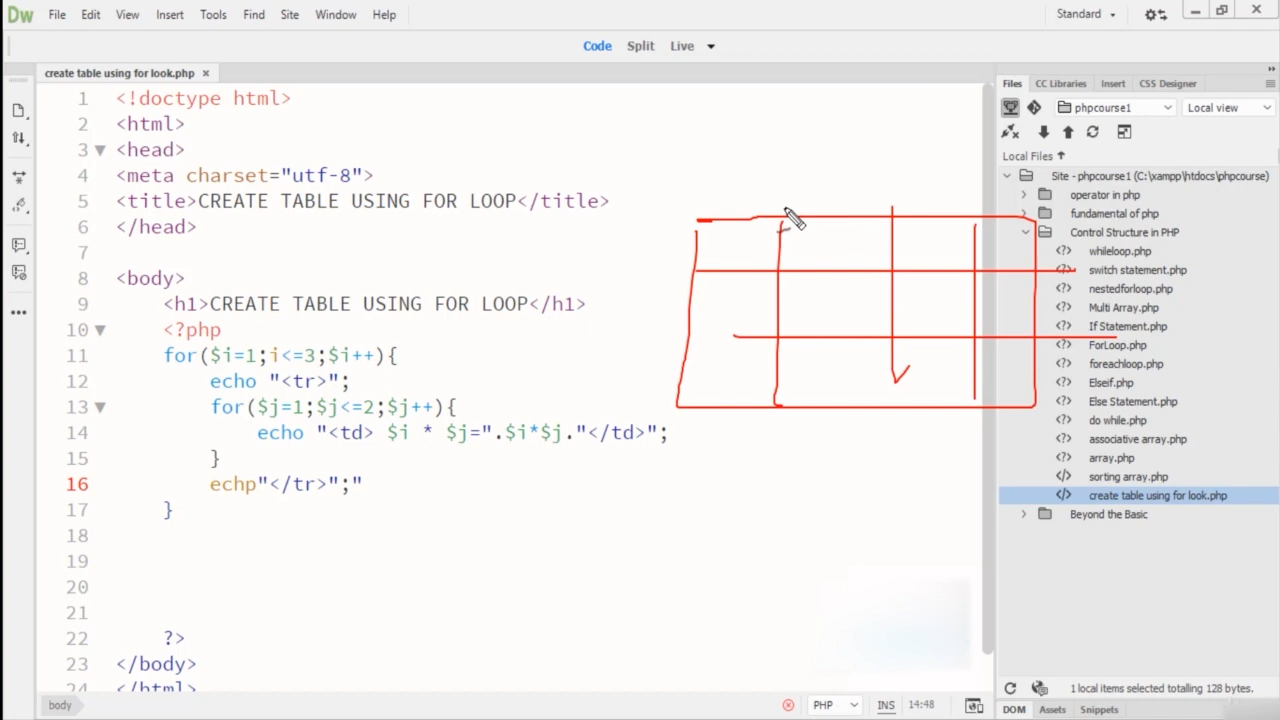 Dw File Edit View Insert Tools Find Site Window Help Standard
Code Split Live
create table using for look.php ×
1 <!doctype html>
2 <html>
3 <head>
4 <meta charset="utf-8">
5 <title>CREATE TABLE USING FOR LOOP</title>
6 </head>
7
8 <body>
9 <h1>CREATE TABLE USING FOR LOOP</h1>
10 <?php
11 for($i=1;i<=3;$i++){
12 echo "<tr>";
13 for($j=1;$j<=2;$j++){
14 echo "<td> $i * $j=".$i*$j."</td>";
15 }
16 echp"</tr>";"
17 }
18
19
20
21
22 ?>
23 </body>
24 </html>
body PHP INS 14:48
Files CC Libraries Insert CSS Designer
phpcourse1 Local view
Local Files
Site - phpcourse1 (C:\xampp\htdocs\phpcourse)
operator in php
fundamental of php
Control Structure in PHP
whileloop.php
switch statement.php
nestedforloop.php
Multi Array.php
If Statement.php
ForLoop.php
foreachloop.php
Elseif.php
Else Statement.php
do while.php
associative array.php
array.php
sorting array.php
create table using for look.php
Beyond the Basic
1 local items selected totalling 128 bytes.
DOM Assets Snippets